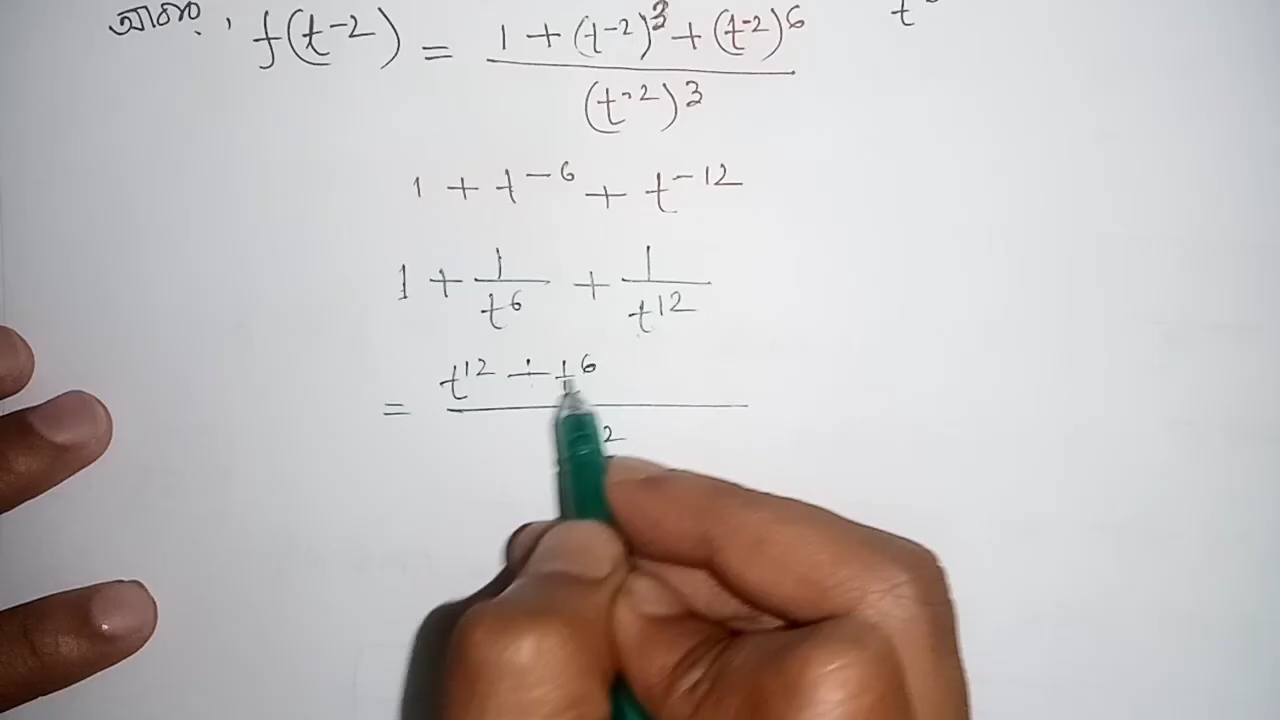 আবার, f(t-2) = 1 + (t-2)³ + (t-2)⁶ / (t-2)³
1 + t⁻⁶ + t⁻¹²
1 + 1/t⁶ + 1/t¹²
= t¹² + t⁶ / ²